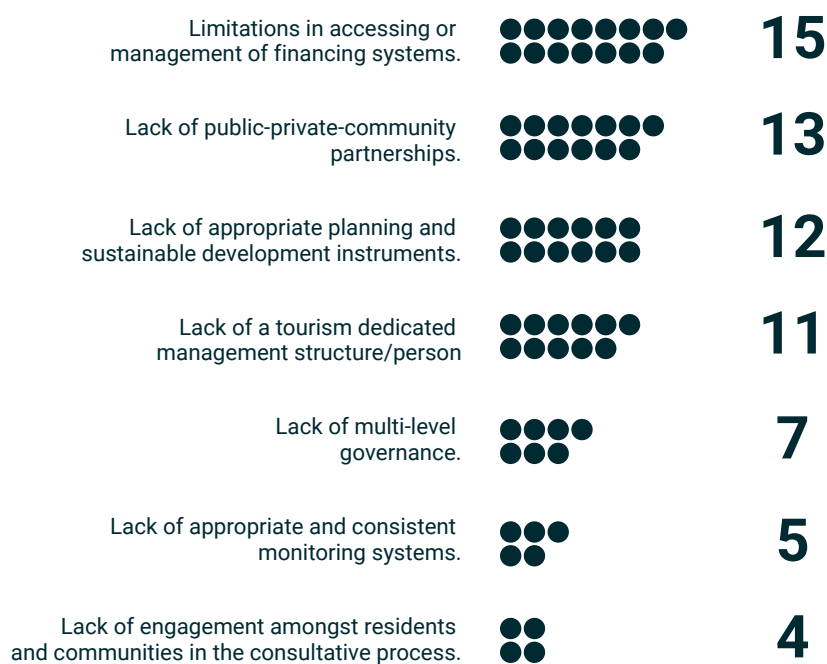 Limitations in accessing or
management of financing systems.
15
Lack of public-private-community
partnerships.
13
Lack of appropriate planning and
sustainable development instruments.
12
Lack of a tourism dedicated
management structure/person
11
Lack of multi-level
governance.
7
Lack of appropriate and consistent
monitoring systems.
5
Lack of engagement amongst residents
and communities in the consultative process.
4